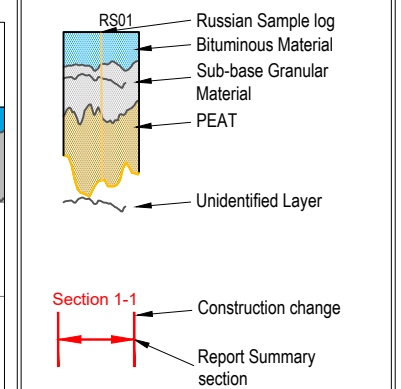 RS01
Russian Sample log
Bituminous Material
Sub-base Granular
Material
PEAT
Unidentified Layer
Section 1-1
Construction change
Report Summary
section